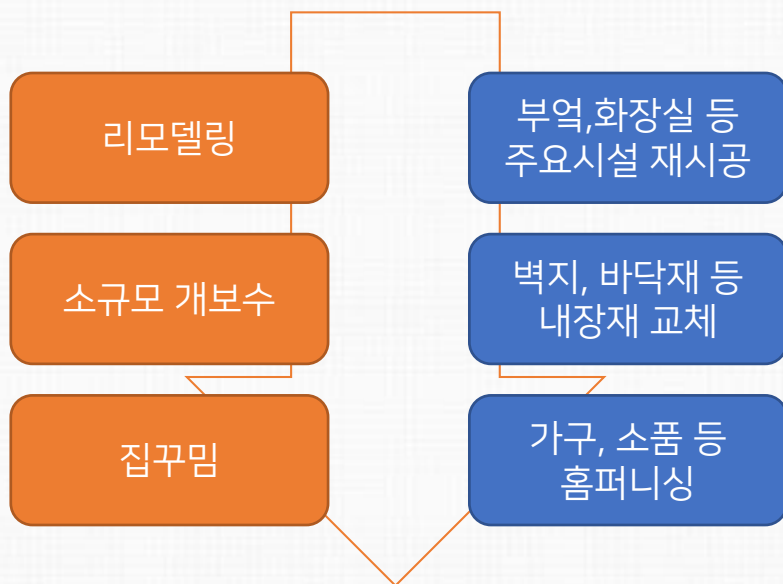 리모델링
부엌,화장실 등
주요시설 재시공
소규모 개보수
벽지, 바닥재 등
내장재 교체
집꾸밈
가구, 소품 등
홈퍼니싱